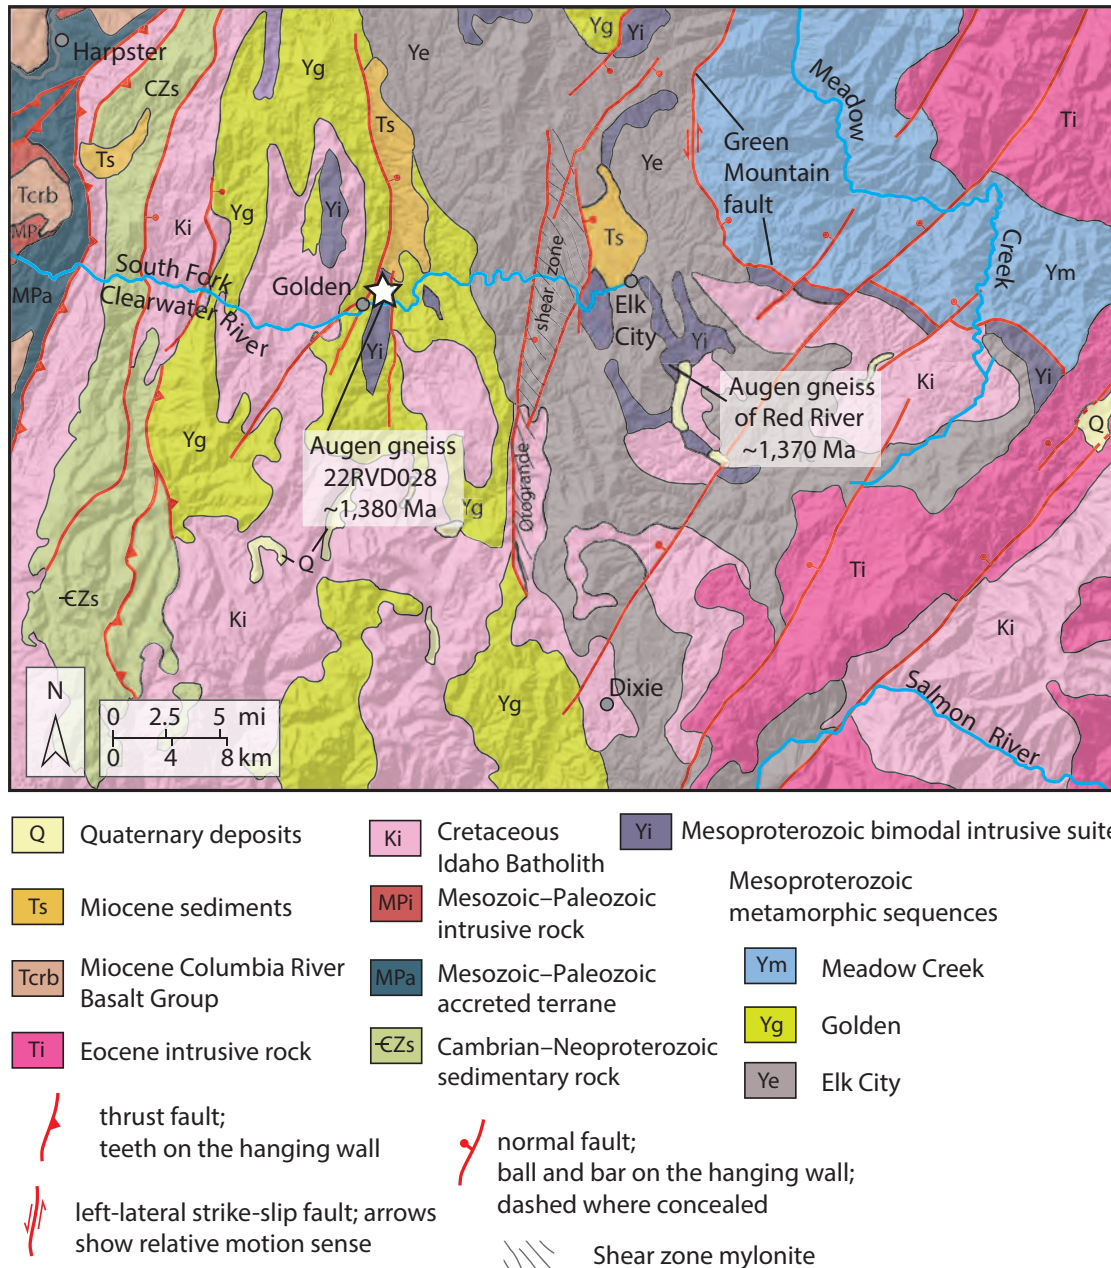 Harpster
CZs
Yg
Ye
Yg
Yi
Meadow
Ti
Ts
Ts
Green
Mountain
fault
Ye
Tcrb
MPi
Ki
Yg
Yi
Ts
shear zone
Creek
Ym
South Fork
Clearwater River
MPa
Golden
Elk
City
Yi
Yi
Yi
Ki
Augen gneiss
of Red River
~1,370 Ma
Q
Yg
Augen gneiss
22RVD028
~1,380 Ma
Yg
Otogrande
Q
ЄZs
Ki
Ti
Ki
N
0 2.5 5 mi
0 4 8 km
Yg
Dixie
Salmon River
Q Quaternary deposits
Ts Miocene sediments
Tcrb Miocene Columbia River
Basalt Group
Ti Eocene intrusive rock
Ki Cretaceous
Idaho Batholith
MPi Mesozoic–Paleozoic
intrusive rock
MPa Mesozoic–Paleozoic
accreted terrane
ЄZs Cambrian–Neoproterozoic
sedimentary rock
Yi Mesoproterozoic bimodal intrusive suite
Mesoproterozoic
metamorphic sequences
Ym Meadow Creek
Yg Golden
Ye Elk City
thrust fault;
teeth on the hanging wall
left-lateral strike-slip fault; arrows
show relative motion sense
normal fault;
ball and bar on the hanging wall;
dashed where concealed
Shear zone mylonite